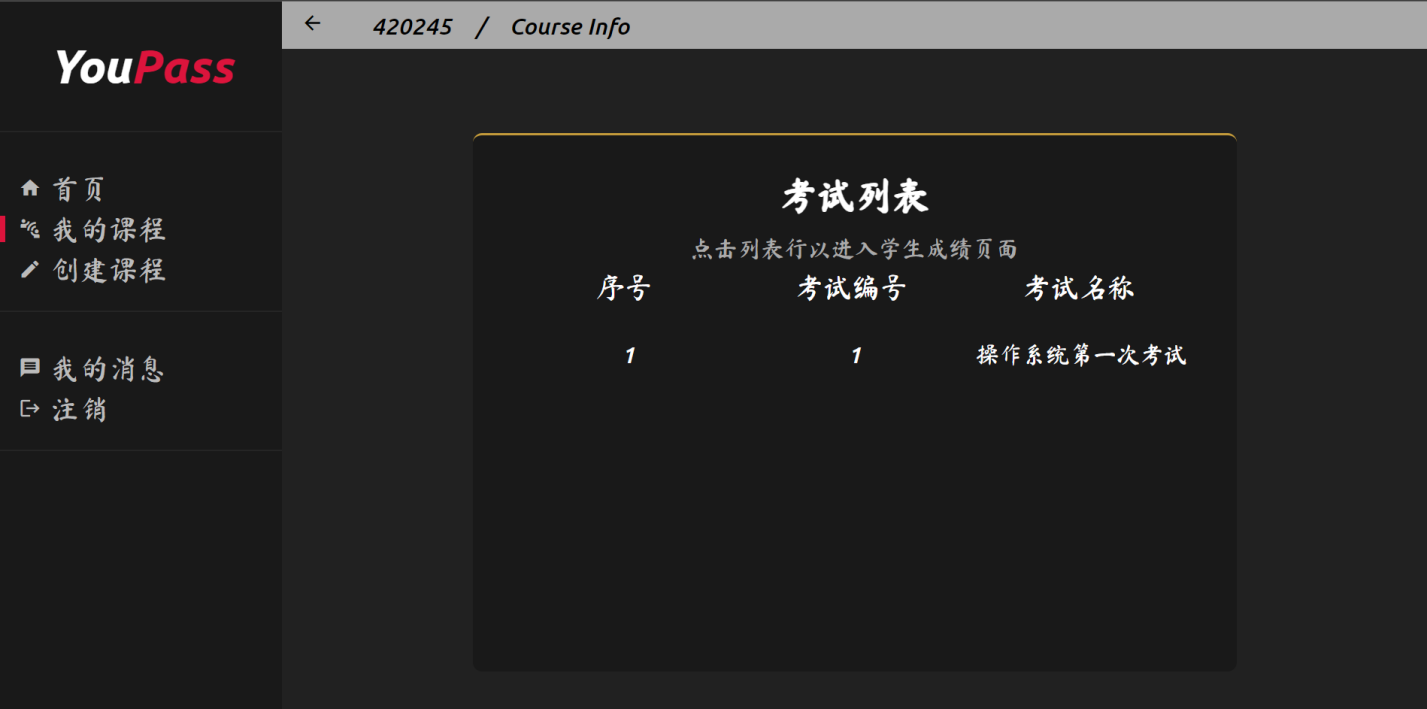 YouPass
首页
我的课程
创建课程
我的消息
注销
420245 / Course Info
考试列表
点击列表行以进入学生成绩页面
序号 考试编号 考试名称
1 1 操作系统第一次考试